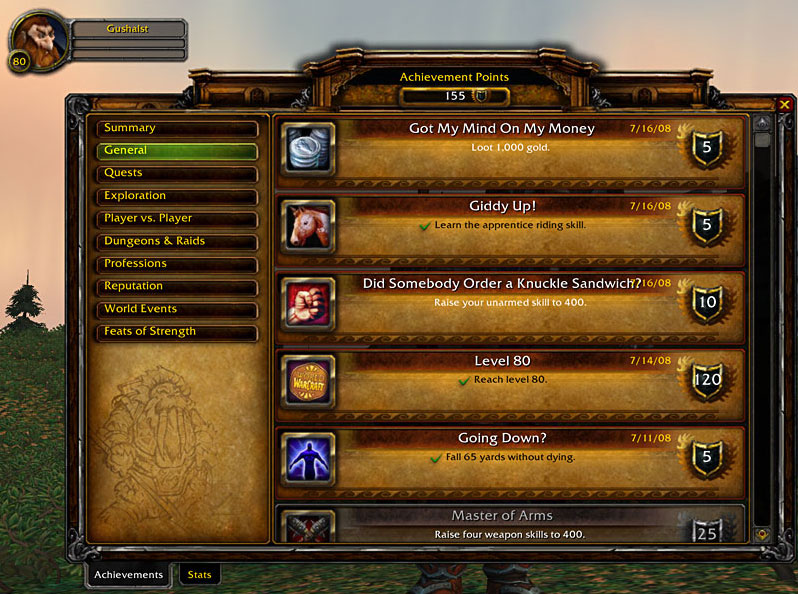 Gushalst
80
Achievement Points
155
Summary
General
Quests
Exploration
Player vs. Player
Dungeons & Raids
Professions
Reputation
World Events
Feats of Strength
Got My Mind On My Money
7/16/08
5
Loot 1,000 gold.
Giddy Up!
7/16/08
5
Learn the apprentice riding skill.
Did Somebody Order a Knuckle Sandwich?
7/16/08
10
Raise your unarmed skill to 400.
Level 80
7/14/08
120
WARCRAFT
Reach level 80.
Going Down?
7/11/08
5
Fall 65 yards without dying.
Master of Arms
25
Raise four weapon skills to 400.
Achievements
Stats